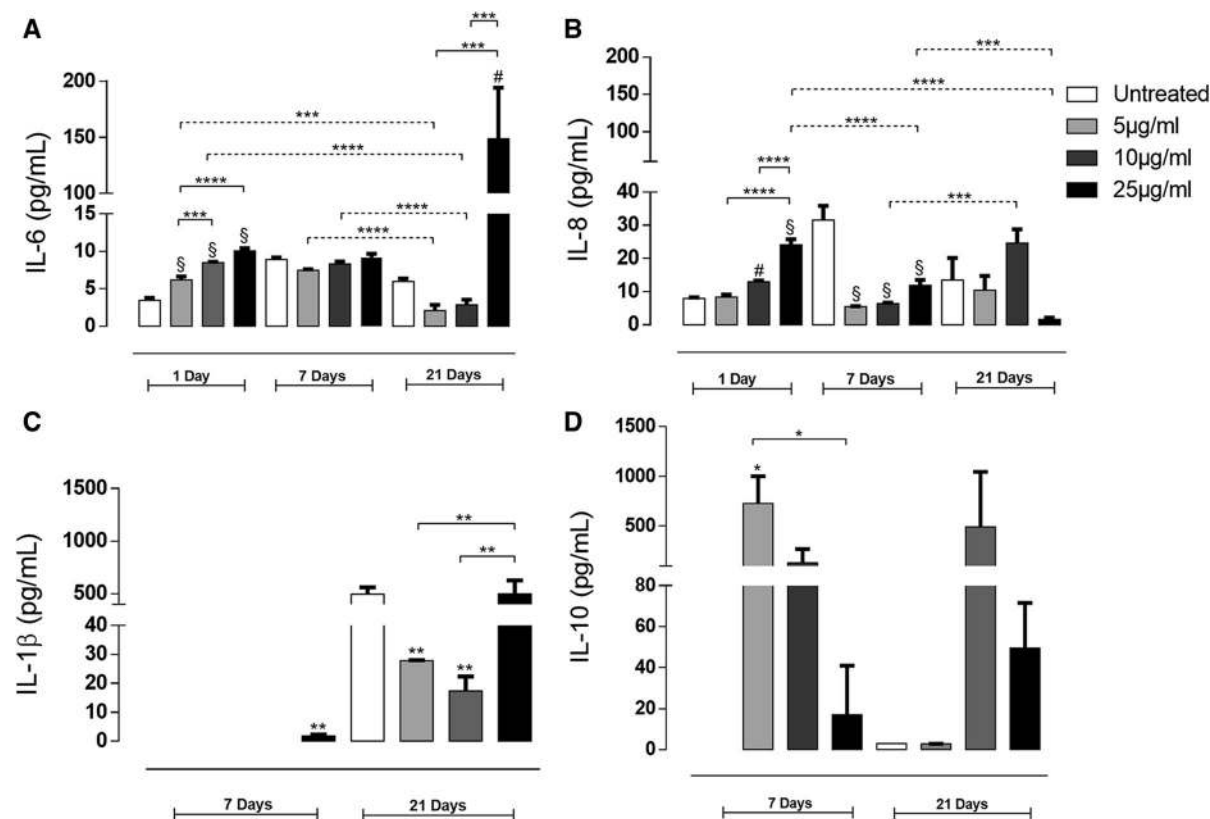 A
***
***
#
***
****
****
***
****
****
§
§
§
IL-6 (pg/mL)
200
150
100
15
10
5
0
1 Day
7 Days
21 Days
B
***
****
****
****
****
***
#
§
§
§
§
IL-8 (pg/mL)
200
150
100
40
30
20
10
0
1 Day
7 Days
21 Days
Untreated
5µg/ml
10µg/ml
25µg/ml
C
**
**
**
**
**
IL-1β (pg/mL)
1500
1000
500
40
30
20
10
0
7 Days
21 Days
D
*
*
IL-10 (pg/mL)
1500
1000
500
80
60
40
20
0
7 Days
21 Days